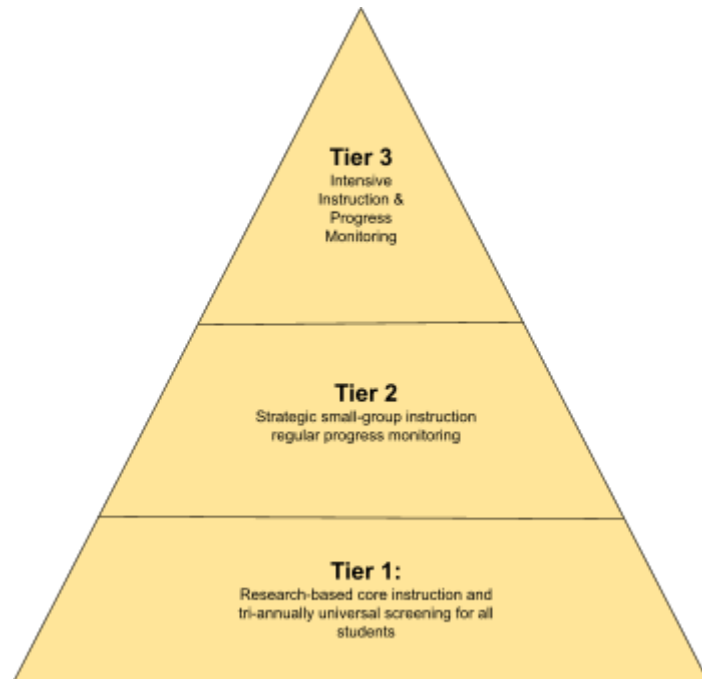 Tier 3
Intensive
Instruction &
Progress
Monitoring
Tier 2
Strategic small-group instruction
regular progress monitoring
Tier 1:
Research-based core instruction and
tri-annually universal screening for all
students